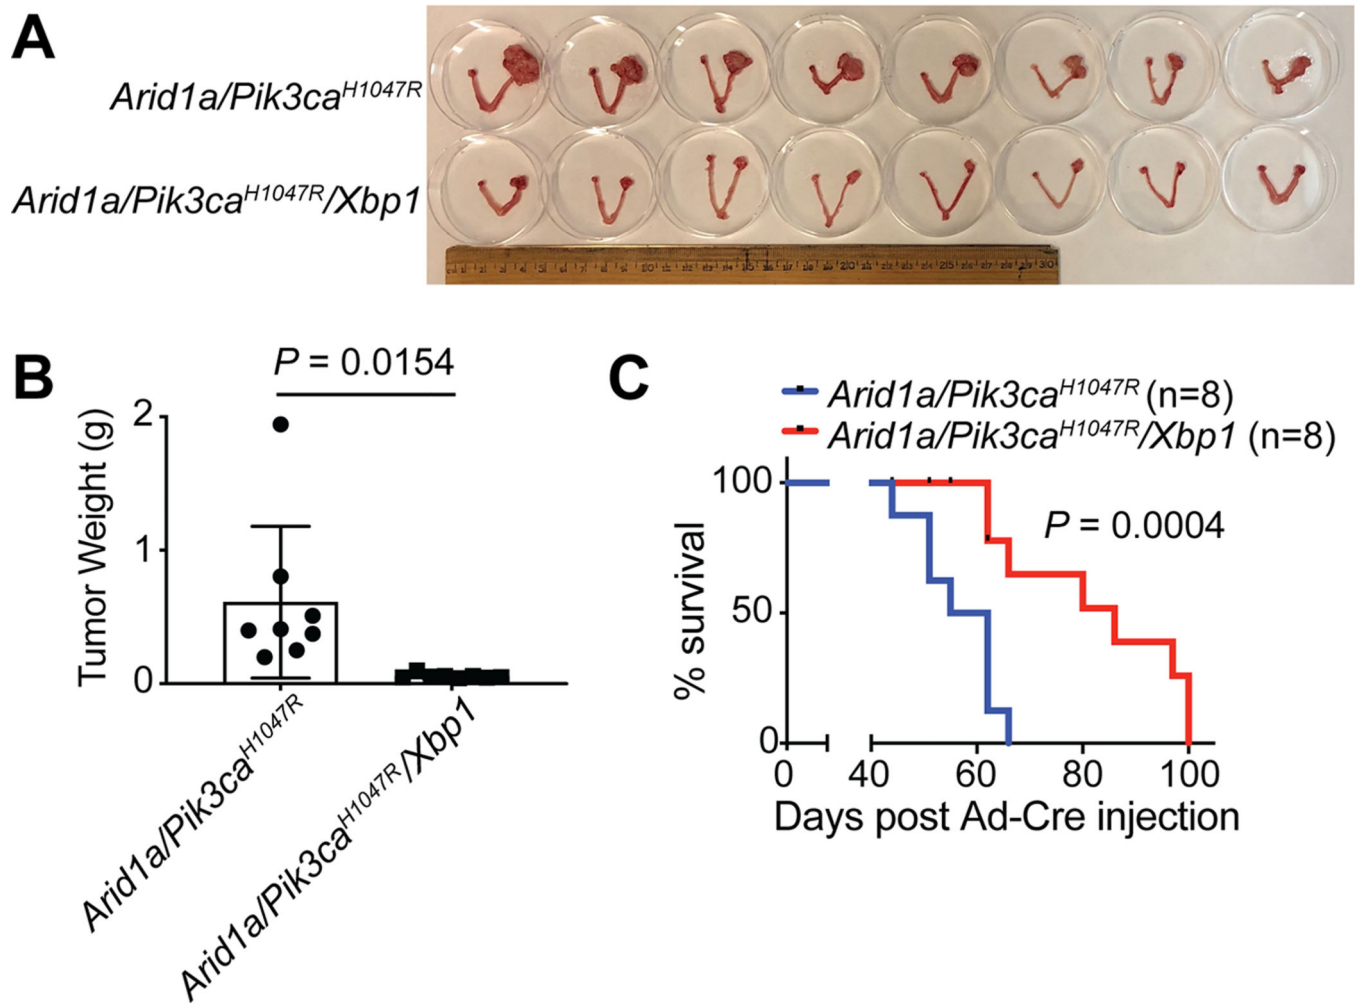 A
Arid1a/Pik3caH1047R
Arid1a/Pik3caH1047R/Xbp1
B
P = 0.0154
Tumor Weight (g)
2
1
0
Arid1a/Pik3caH1047R
Arid1a/Pik3caH1047R/Xbp1
C
Arid1a/Pik3caH1047R (n=8)
Arid1a/Pik3caH1047R/Xbp1 (n=8)
P = 0.0004
% survival
100
50
0
0 40 60 80 100
Days post Ad-Cre injection